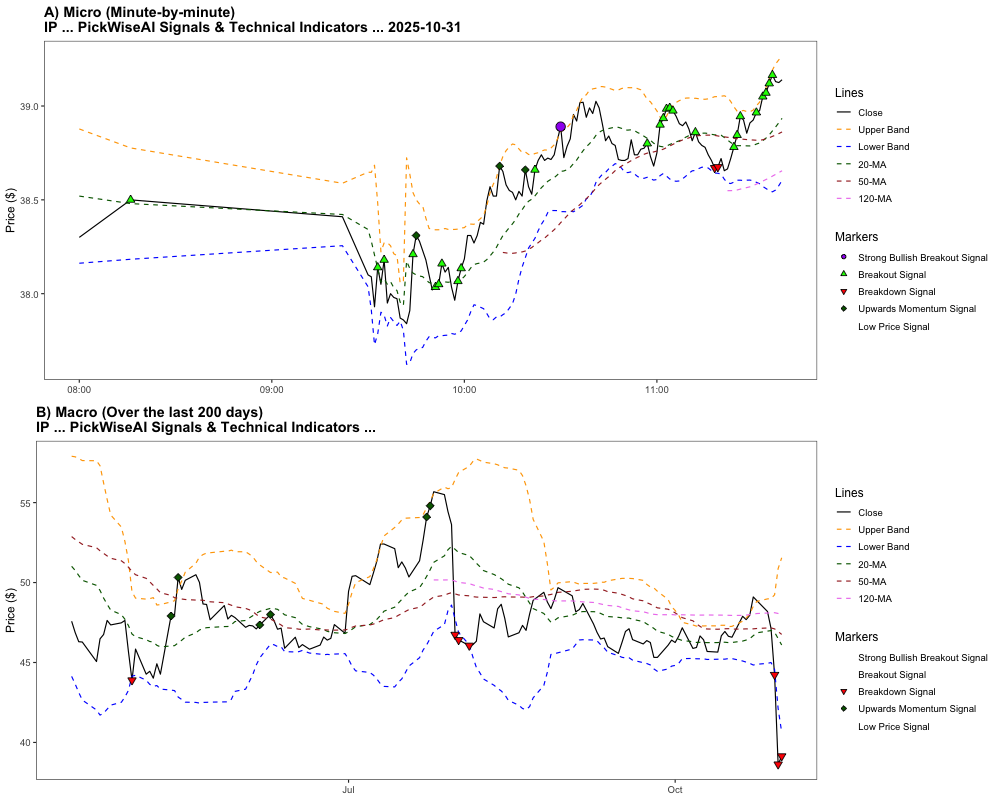 A) Micro (Minute-by-minute)
IP ... PickWiseAI Signals & Technical Indicators ... 2025-10-31
39.0
38.5
38.0
Price ($)
08:00
09:00
10:00
11:00
Lines
Close
Upper Band
Lower Band
20-MA
50-MA
120-MA
Markers
Strong Bullish Breakout Signal
Breakout Signal
Breakdown Signal
Upwards Momentum Signal
Low Price Signal
B) Macro (Over the last 200 days)
IP ... PickWiseAI Signals & Technical Indicators ...
55
50
45
40
Price ($)
Jul
Oct
Lines
Close
Upper Band
Lower Band
20-MA
50-MA
120-MA
Markers
Strong Bullish Breakout Signal
Breakout Signal
Breakdown Signal
Upwards Momentum Signal
Low Price Signal